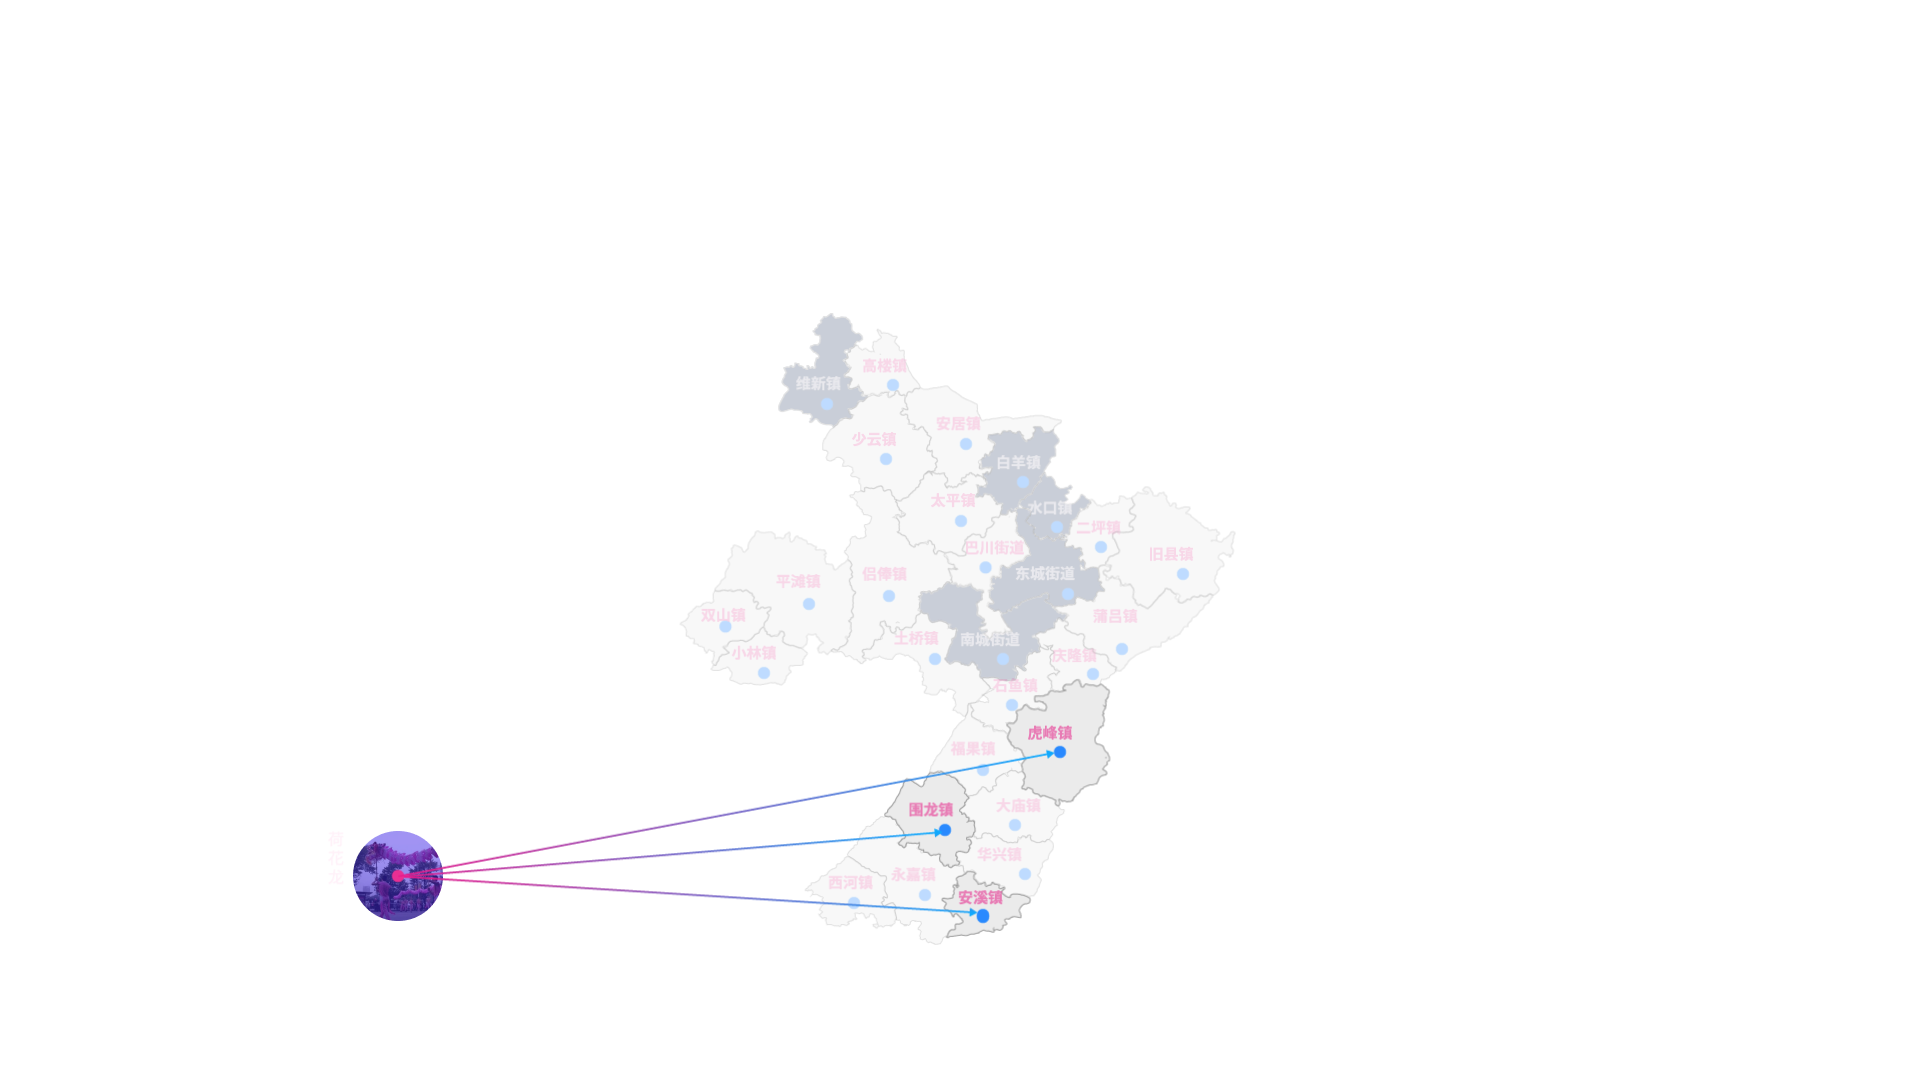 高楼镇
维新镇
安居镇
少云镇
白羊镇
太平镇
水口镇
二坪镇
巴川街道
旧县镇
侣俸镇
东城街道
平滩镇
双山镇
蒲吕镇
土桥镇
南城街道
小林镇
庆隆镇
石鱼镇
虎峰镇
福果镇
大庙镇
围龙镇
华兴镇
永嘉镇
西河镇
安溪镇
荷
花
龙